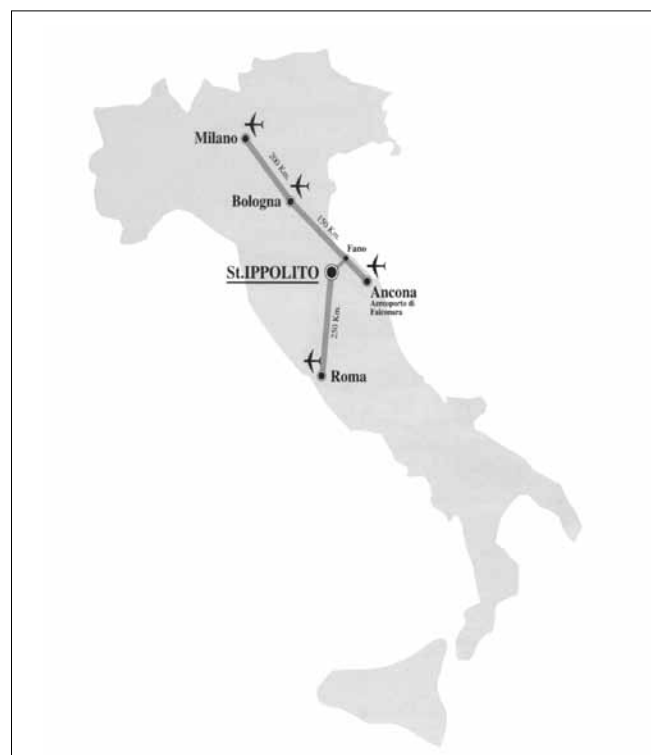 Milano
200 Km.
Bologna
150 Km.
Fano
St.IPPOLITO
Ancona
Aeroporto di
Falconara
250 Km.
Roma